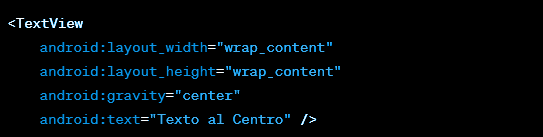 <TextView
android:layout_width="wrap_content"
android:layout_height="wrap_content"
android:gravity="center"
android:text="Texto al Centro" />